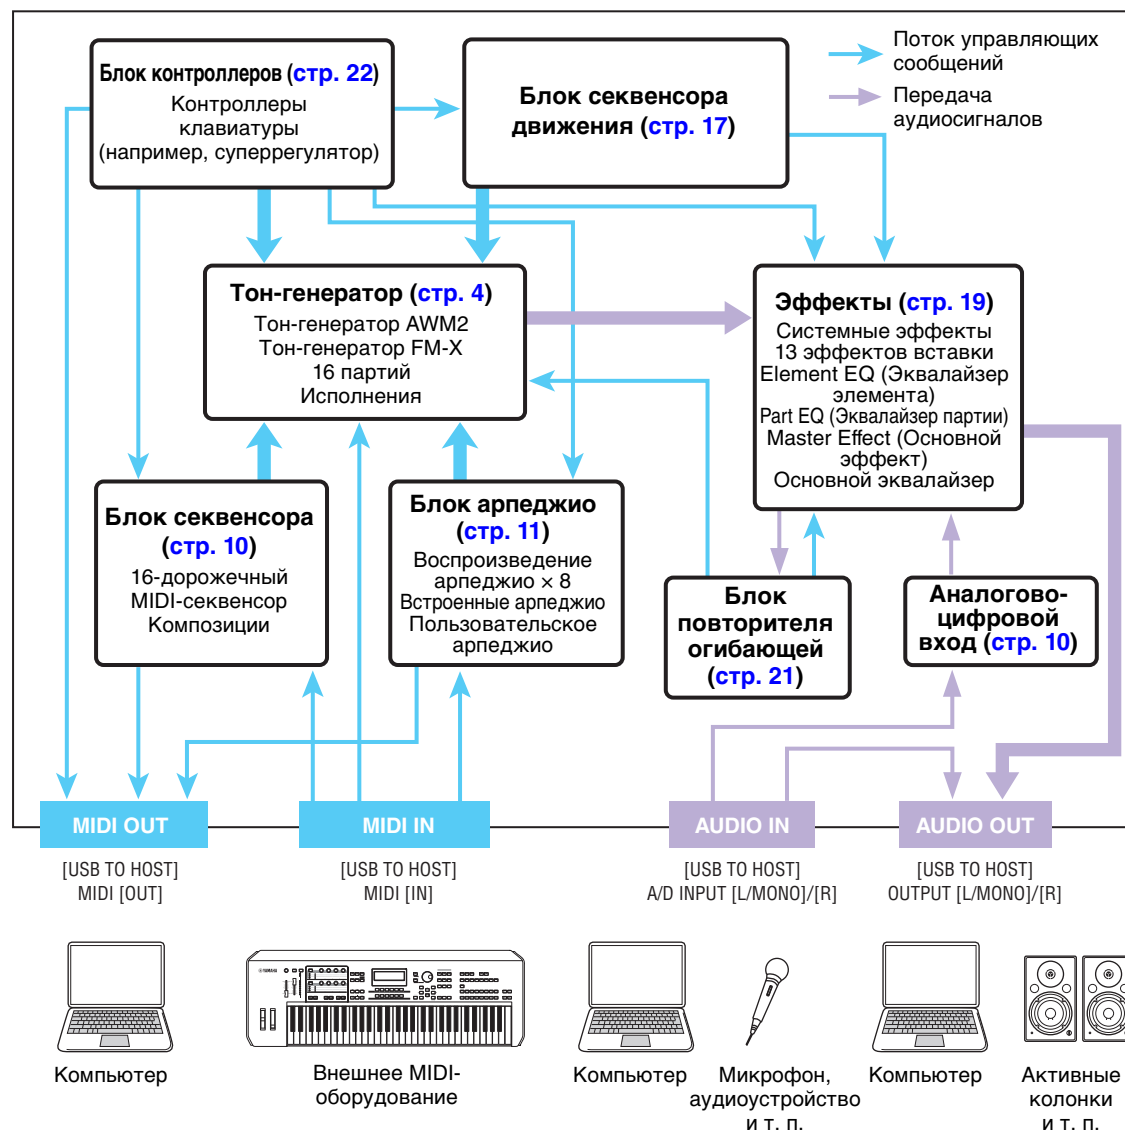 Блок контроллеров (стр. 22)
Контроллеры
клавиатуры
(например, суперрегулятор)
Блок секвенсора
движения (стр. 17)
Поток управляющих
сообщений
Передача
аудиосигналов
Тон-генератор (стр. 4)
Тон-генератор AWM2
Тон-генератор FM-X
16 партий
Исполнения
Эффекты (стр. 19)
Системные эффекты
13 эффектов вставки
Element EQ (Эквалайзер
элемента)
Part EQ (Эквалайзер партии)
Master Effect (Основной
эффект)
Основной эквалайзер
Блок секвенсора
(стр. 10)
16-дорожечный
MIDI-секвенсор
Композиции
Блок арпеджио
(стр. 11)
Воспроизведение
арпеджио × 8
Встроенные арпеджио
Пользовательское
арпеджио
Блок
повторителя
огибающей
(стр. 21)
Аналогово-
цифровой
вход (стр. 10)
MIDI OUT
MIDI IN
AUDIO IN
AUDIO OUT
[USB TO HOST]
MIDI [OUT]
[USB TO HOST]
MIDI [IN]
[USB TO HOST]
A/D INPUT [L/MONO]/[R]
[USB TO HOST]
OUTPUT [L/MONO]/[R]
YAMAHA
Компьютер
Внешнее MIDI-
оборудование
Компьютер
Микрофон,
аудиоустройство
и т. п.
Компьютер
Активные
колонки
и т. п.